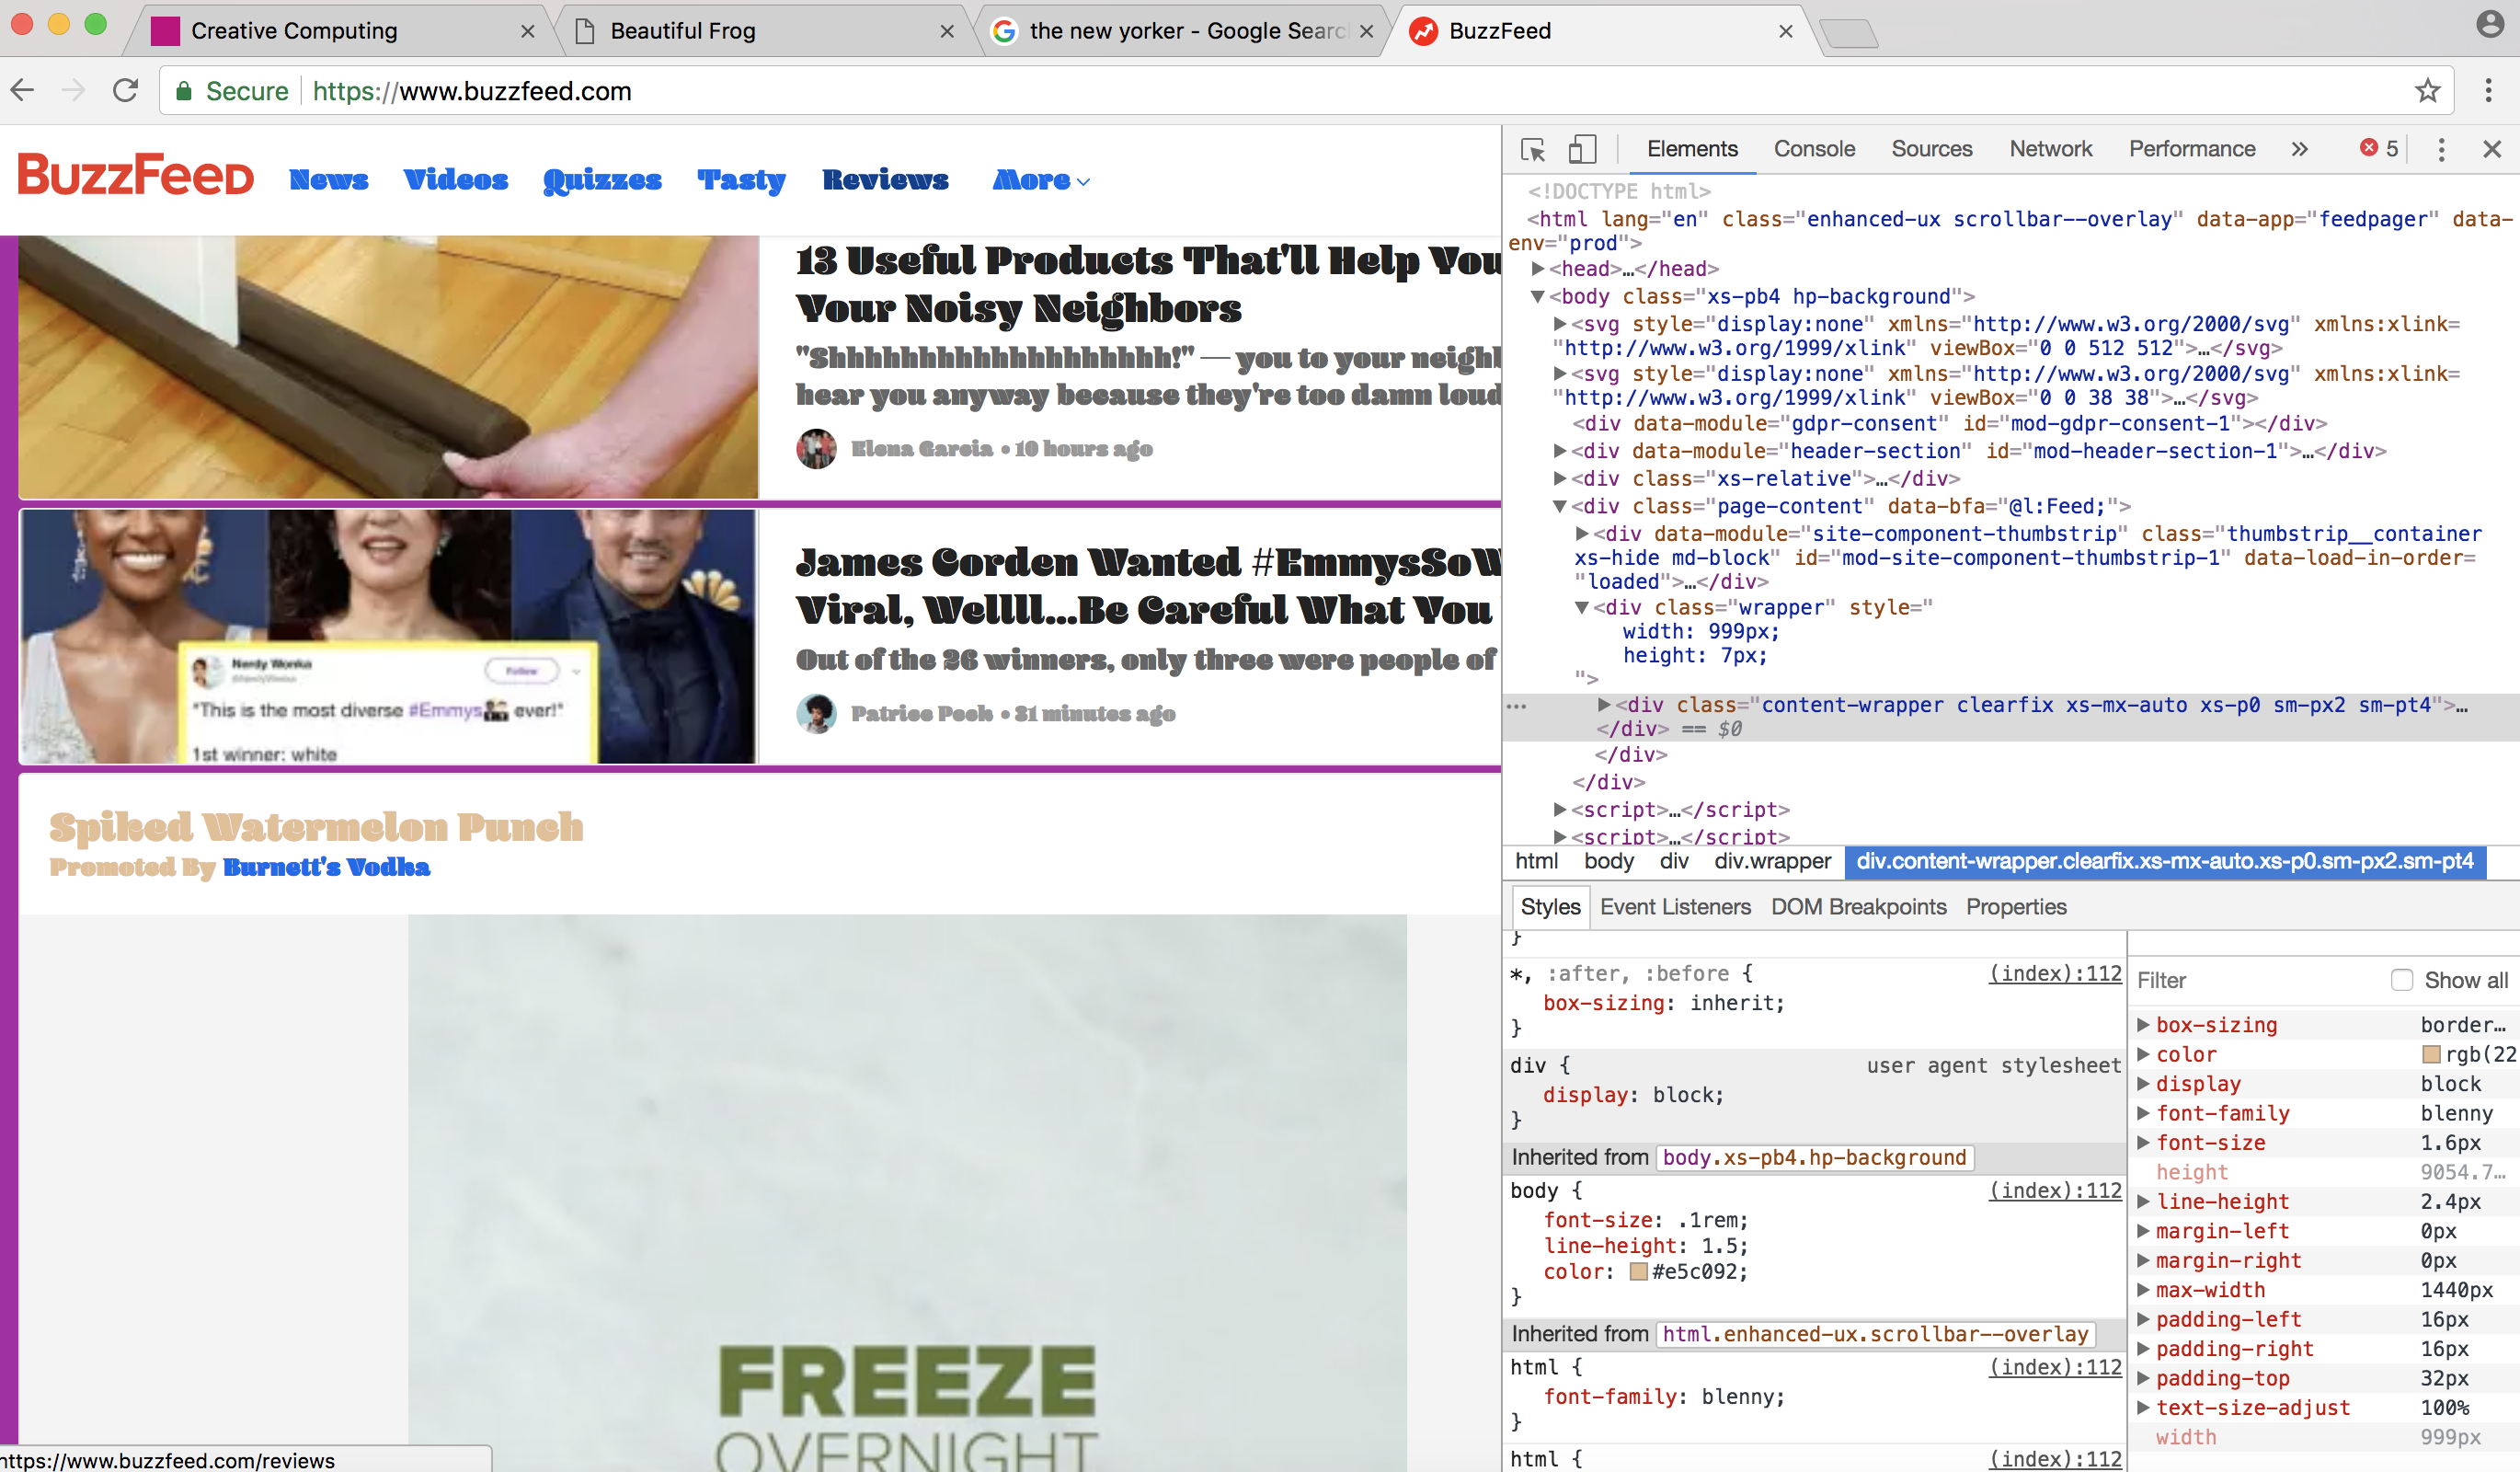 Creative Computing
Beautiful Frog
the new yorker - Google Searc
BuzzFeed
Secure https://www.buzzfeed.com
BuzzFeed News Videos Quizzes Tasty Reviews More
13 Useful Products That'll Help You
Your Noisy Neighbors
"Shhhhhhhhhhhhhhhhhhh!" — you to your neighb
hear you anyway because they're too damn loud
Elena Garcia • 10 hours ago
Nerdy Wonka
Follow
"This is the most diverse #Emmys ever!"
1st winner: white
James Corden Wanted #EmmysSoW
Viral, Wellll...Be Careful What You
Out of the 26 winners, only three were people of
Patrice Peck • 31 minutes ago
Spiked Watermelon Punch
Promoted By Burnett's Vodka
FREEZE
OVERNIGHT
https://www.buzzfeed.com/reviews
Elements Console Sources Network Performance » 5
<!DOCTYPE html>
<html lang="en" class="enhanced-ux scrollbar--overlay" data-app="feedpager" data-
env="prod">
<head>…</head>
<body class="xs-pb4 hp-background">
<svg style="display:none" xmlns="http://www.w3.org/2000/svg" xmlns:xlink=
"http://www.w3.org/1999/xlink" viewBox="0 0 512 512">…</svg>
<svg style="display:none" xmlns="http://www.w3.org/2000/svg" xmlns:xlink=
"http://www.w3.org/1999/xlink" viewBox="0 0 38 38">…</svg>
<div data-module="gdpr-consent" id="mod-gdpr-consent-1"></div>
<div data-module="header-section" id="mod-header-section-1">…</div>
<div class="xs-relative">…</div>
<div class="page-content" data-bfa="@l:Feed;">
<div data-module="site-component-thumbstrip" class="thumbstrip__container
xs-hide md-block" id="mod-site-component-thumbstrip-1" data-load-in-order=
"loaded">…</div>
<div class="wrapper" style="
width: 999px;
height: 7px;
">
… <div class="content-wrapper clearfix xs-mx-auto xs-p0 sm-px2 sm-pt4">…
</div> == $0
</div>
</div>
<script>…</script>
<script>…</script>
html body div div.wrapper div.content-wrapper.clearfix.xs-mx-auto.xs-p0.sm-px2.sm-pt4
Styles Event Listeners DOM Breakpoints Properties
}
*, :after, :before { (index):112
box-sizing: inherit;
}
div { user agent stylesheet
display: block;
}
Inherited from body.xs-pb4.hp-background
body { (index):112
font-size: .1rem;
line-height: 1.5;
color: #e5c092;
}
Inherited from html.enhanced-ux.scrollbar--overlay
html { (index):112
font-family: blenny;
}
html { (index):112
Filter Show all
box-sizing border…
color rgb(22
display block
font-family blenny
font-size 1.6px
height 9054.7…
line-height 2.4px
margin-left 0px
margin-right 0px
max-width 1440px
padding-left 16px
padding-right 16px
padding-top 32px
text-size-adjust 100%
width 999px